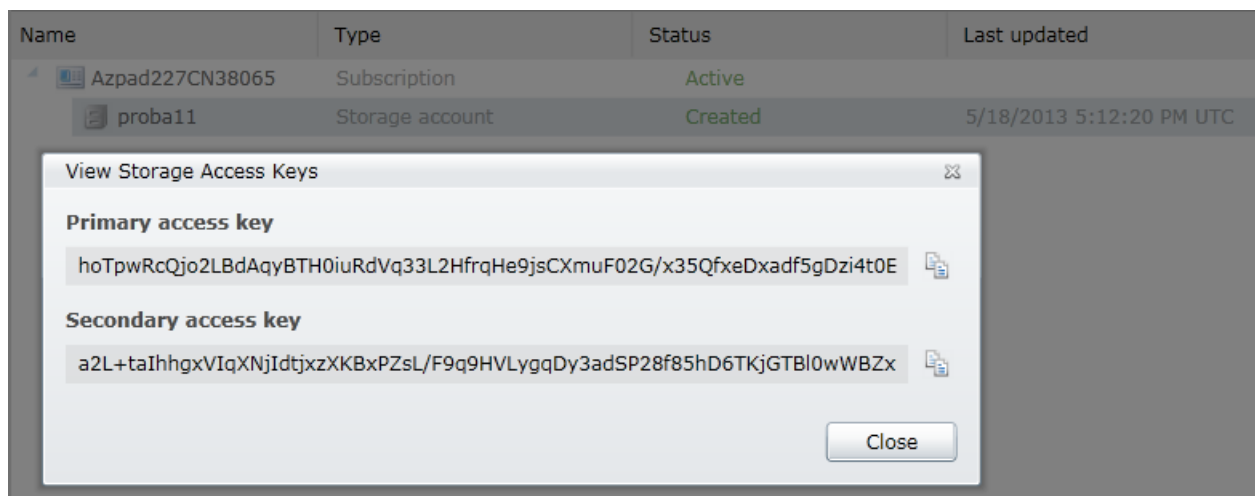 Name Type Status Last updated
Azpad227CN38065 Subscription Active
proba11 Storage account Created 5/18/2013 5:12:20 PM UTC
View Storage Access Keys
Primary access key
hoTpwRcQjo2LBdAqyBTH0iuRdVq33L2HfrqHe9jsCXmuF02G/x35QfxeDxadf5gDzi4t0E
Secondary access key
a2L+taIhhgxVIqXNjIdtjxzXKBxPZsL/F9q9HVLygqDy3adSP28f85hD6TKjGTBl0wWBZx
Close